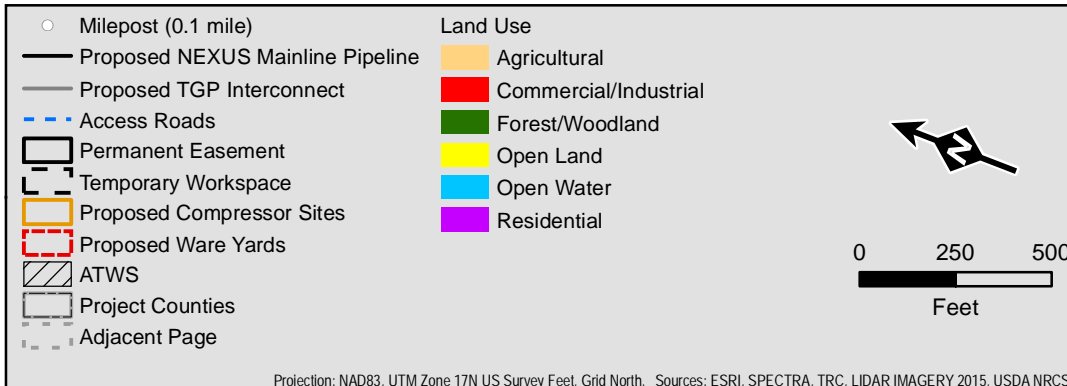 Milepost (0.1 mile)
Proposed NEXUS Mainline Pipeline
Proposed TGP Interconnect
Access Roads
Permanent Easement
Temporary Workspace
Proposed Compressor Sites
Proposed Ware Yards
ATWS
Project Counties
Adjacent Page
Land Use
Agricultural
Commercial/Industrial
Forest/Woodland
Open Land
Open Water
Residential
N
0 250 500
Feet
Projection: NAD83, UTM Zone 17N US Survey Feet, Grid North. Sources: ESRI, SPECTRA, TRC, LIDAR IMAGERY 2015, USDA NRCS